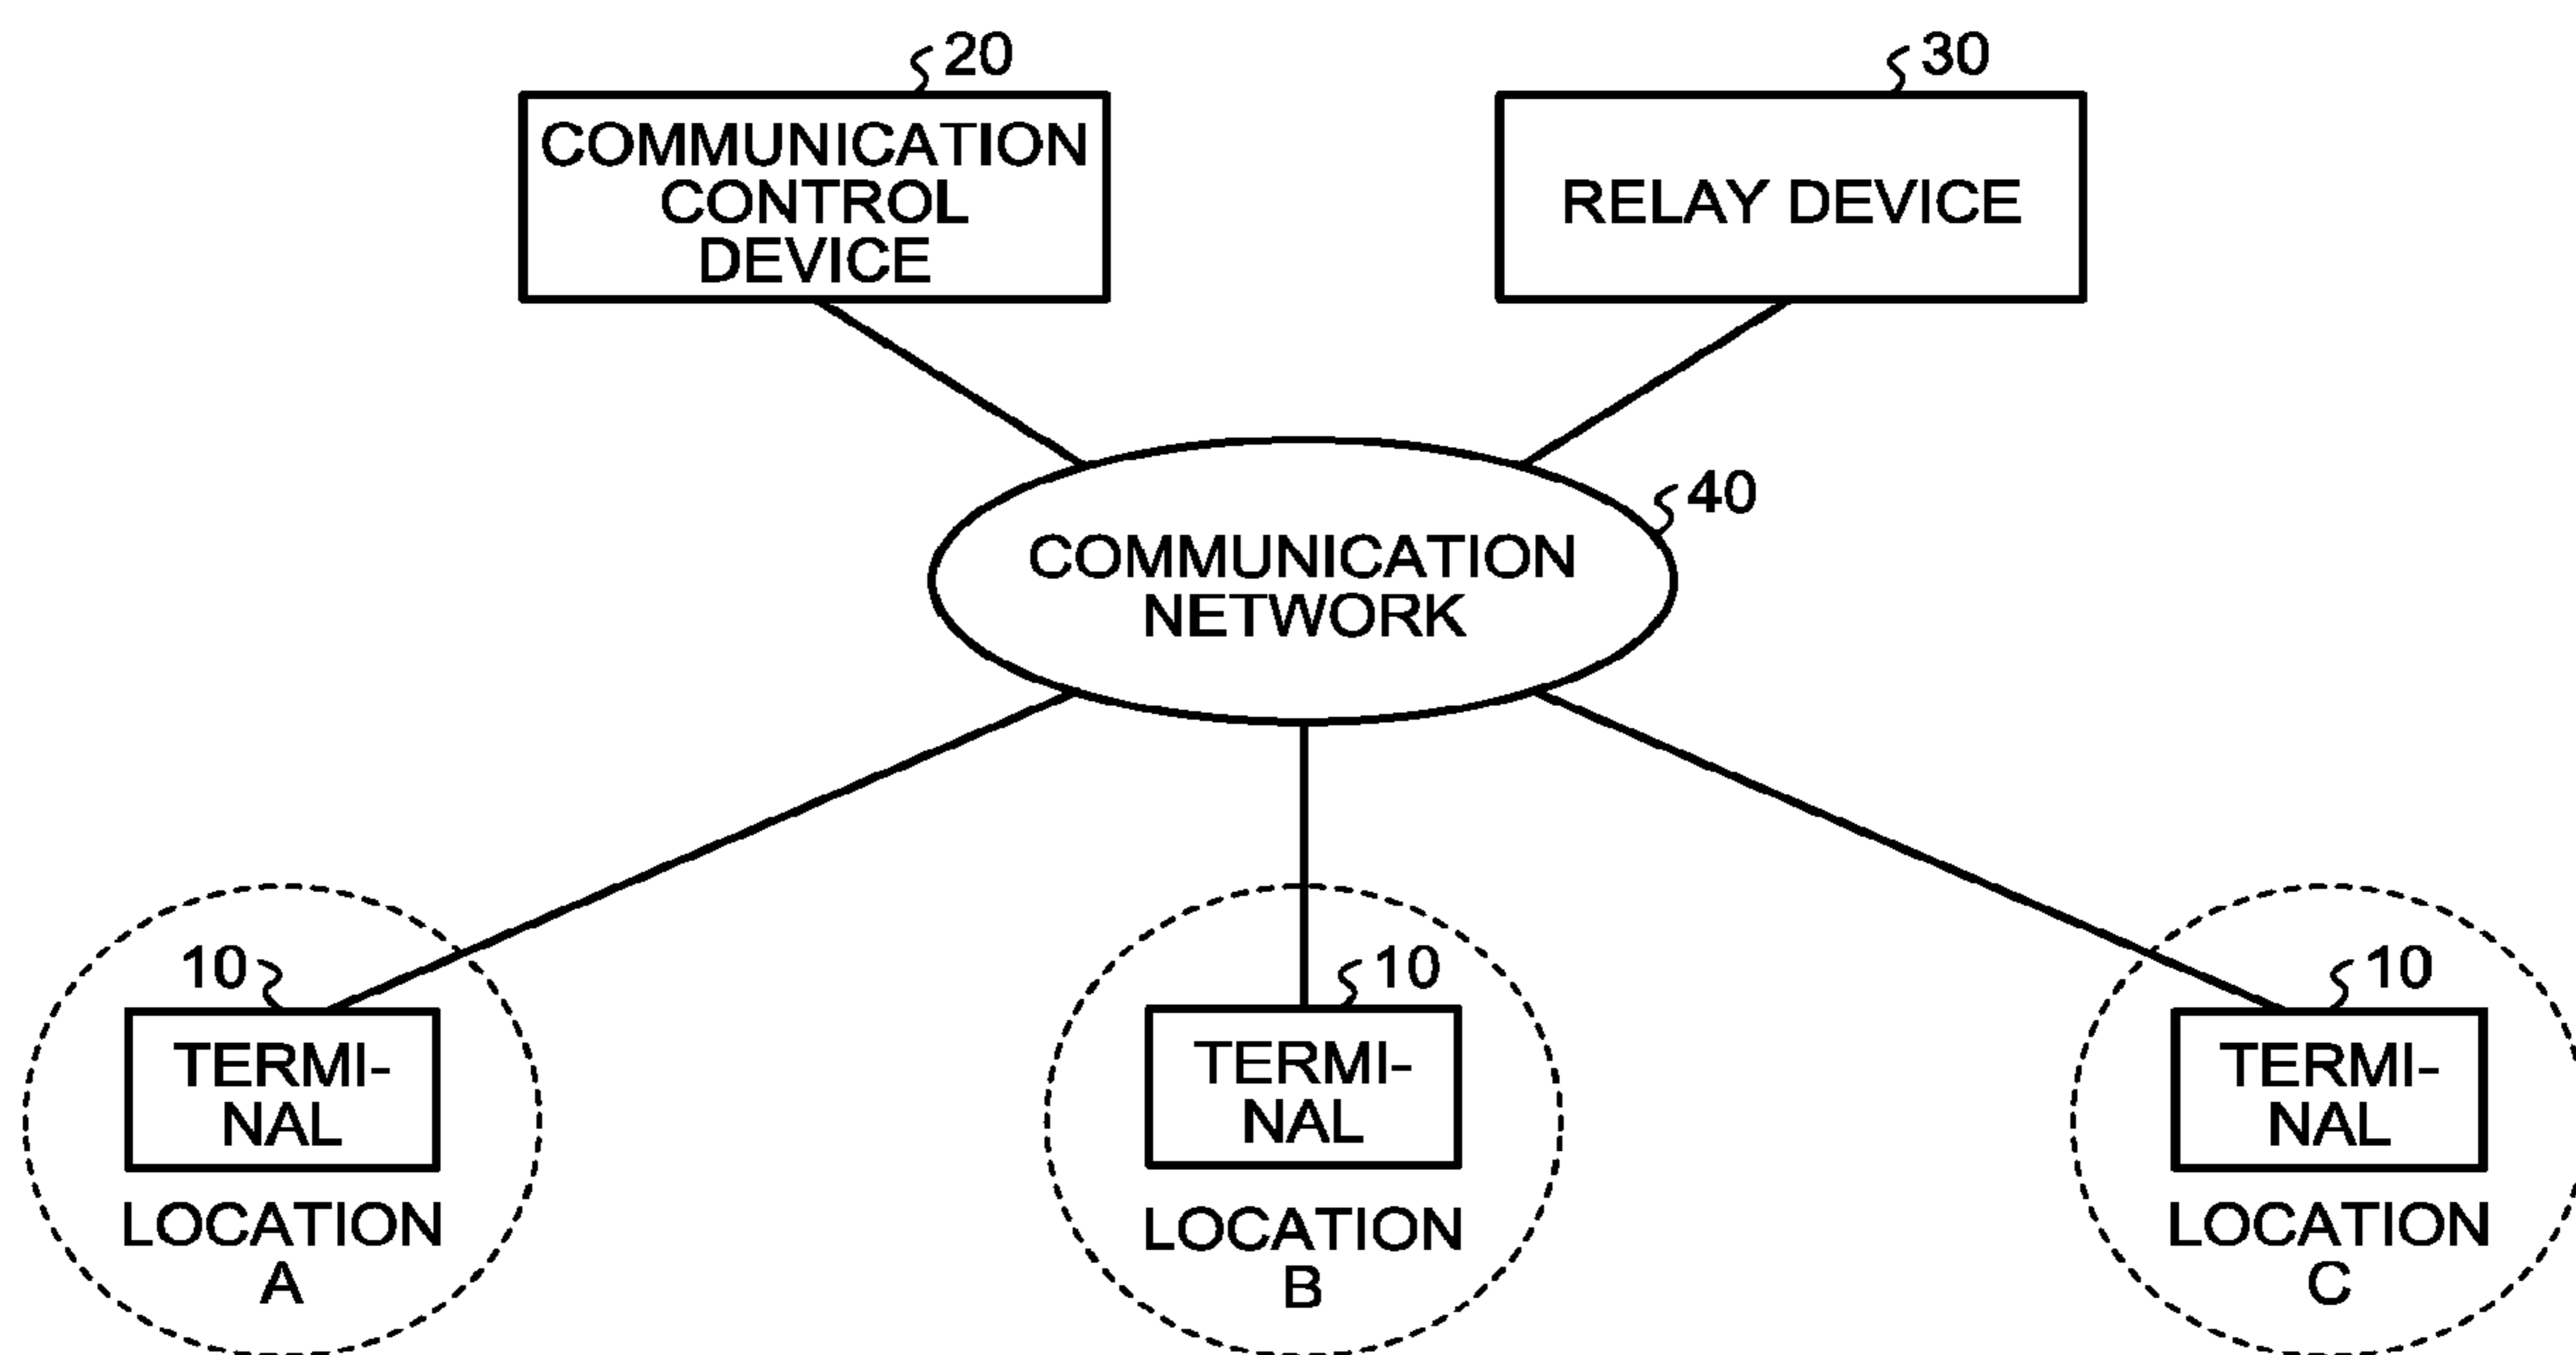 20
COMMUNICATION
CONTROL
DEVICE
30
RELAY DEVICE
40
COMMUNICATION
NETWORK
10
TERMI-
NAL
LOCATION
A
10
TERMI-
NAL
LOCATION
B
10
TERMI-
NAL
LOCATION
C